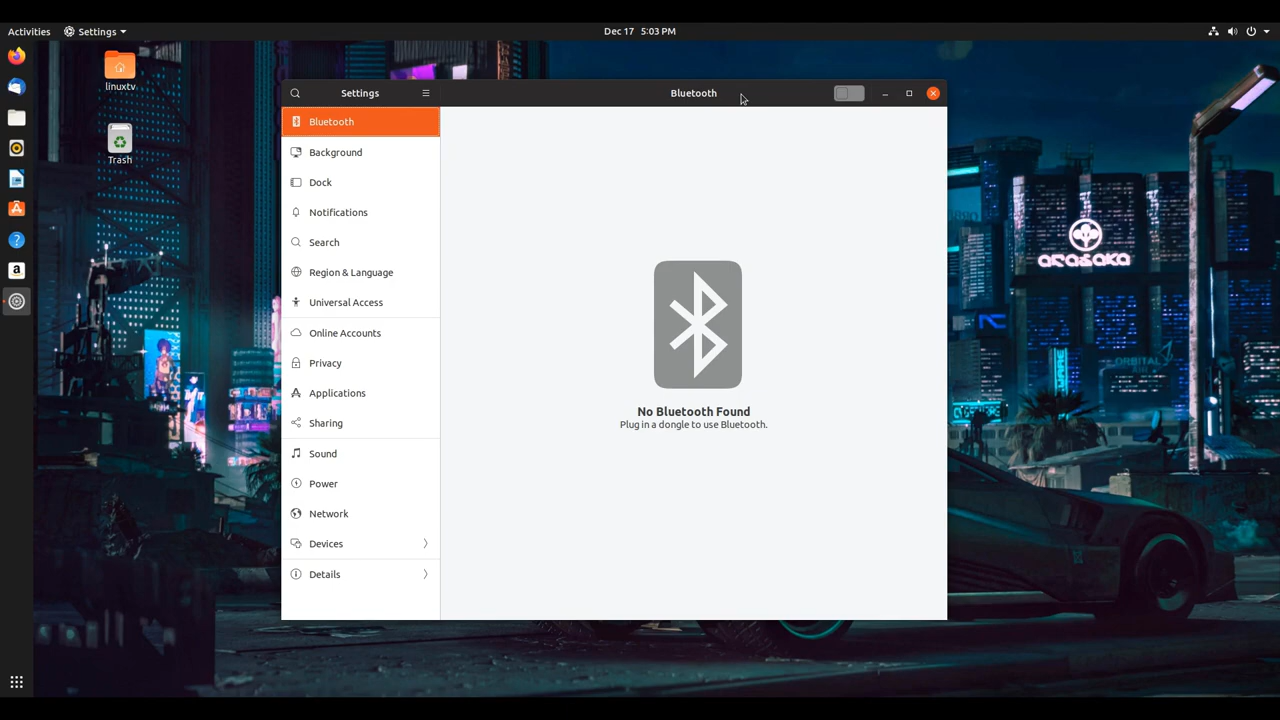 Activities
Settings
Dec 17 5:03 PM
linuxtv
Trash
a
Settings
Bluetooth
Bluetooth
Background
Dock
Notifications
Search
Region & Language
Universal Access
Online Accounts
Privacy
Applications
Sharing
Sound
Power
Network
Devices
Details
No Bluetooth Found
Plug in a dongle to use Bluetooth.
arasaka
ORBITAL